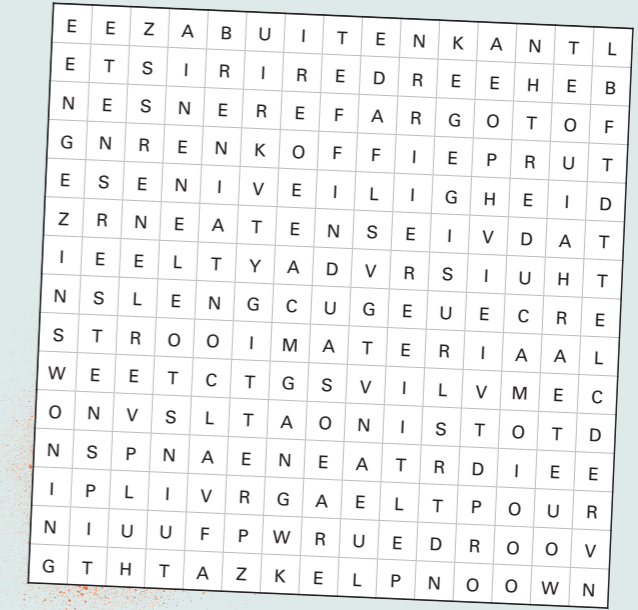 E E Z A B U I T E N K A N T L
E T S I R I R E D R E E H E B
N E S N E R E F A R G O T O F
G N R E N K O F F I E P R U T
E S E N I V E I L I G H E I D
Z R N E A T E N S E I V D A T
I E E L T Y A D V R S I U H T
N S L E N G C U G E U E C R E
S T R O O I M A T E R I A A L
W E E T C T G S V I L V M E C
O N V S L T A O N I S T O T D
N S P N A E N E A T R D I E E
I P L I V R G A E L T P O U R
N I U U F P W R U E D R O O V
G T H T A Z K E L P N O O W N